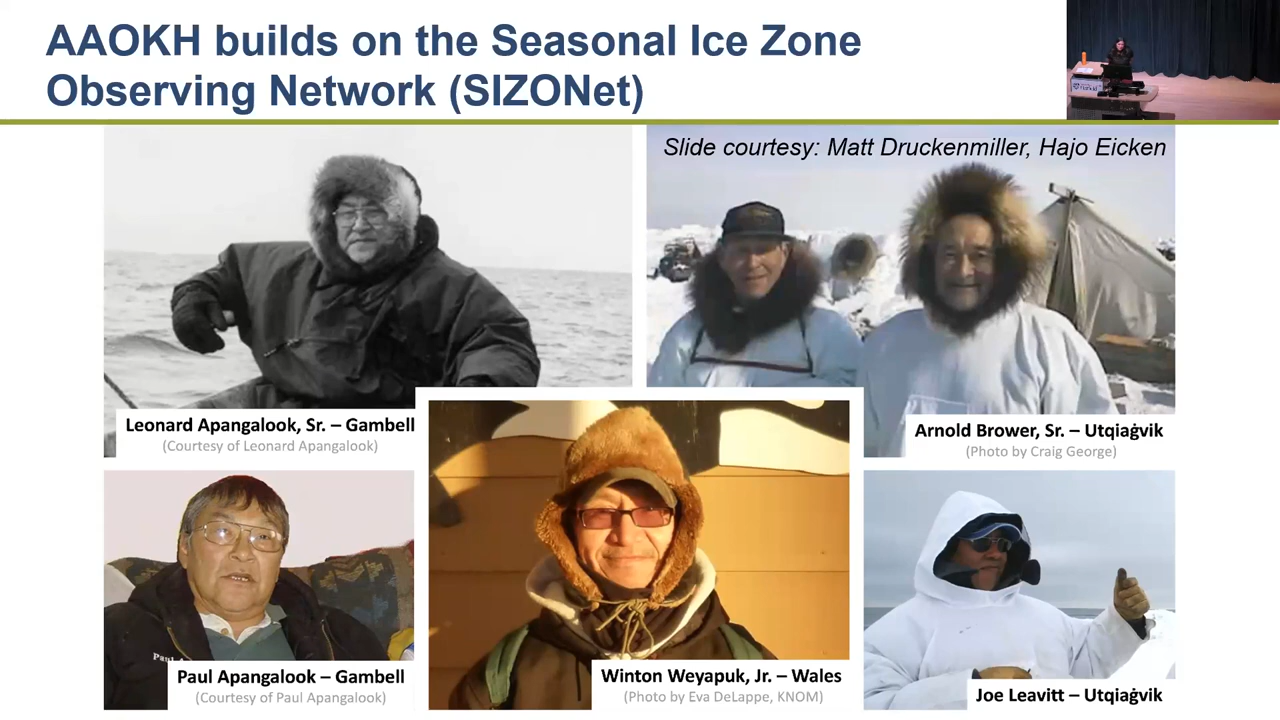 AAOKH builds on the Seasonal Ice Zone
Observing Network (SIZONet)
Slide courtesy: Matt Druckenmiller, Hajo Eicken
Leonard Apangalook, Sr. – Gambell
(Courtesy of Leonard Apangalook)
Arnold Brower, Sr. – Utqiaġvik
(Photo by Craig George)
Paul Apangalook – Gambell
(Courtesy of Paul Apangalook)
Winton Weyapuk, Jr. – Wales
(Photo by Eva DeLappe, KNOM)
Joe Leavitt – Utqiaġvik